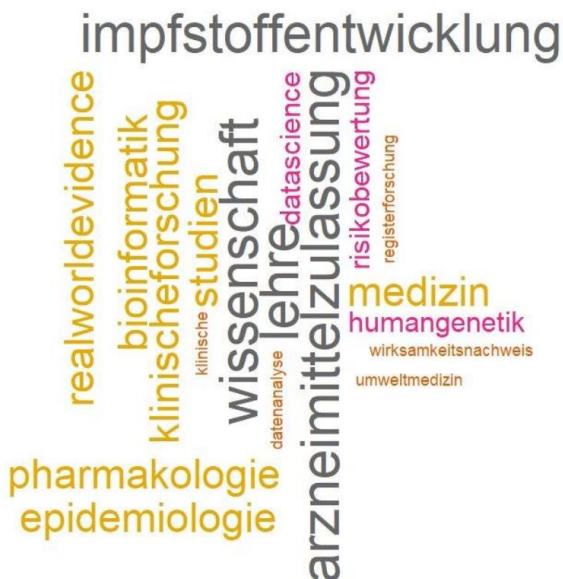 impfstoffentwicklung
realworldevidence
bioinformatik
klinischeforschung
klinische
studien
wissenschaft
datenanalyse
lehre
datascience
arzneimittelzulassung
risikobewertung
registerforschung
medizin
humangenetik
wirksamkeitsnachweis
umweltmedizin
pharmakologie
epidemiologie